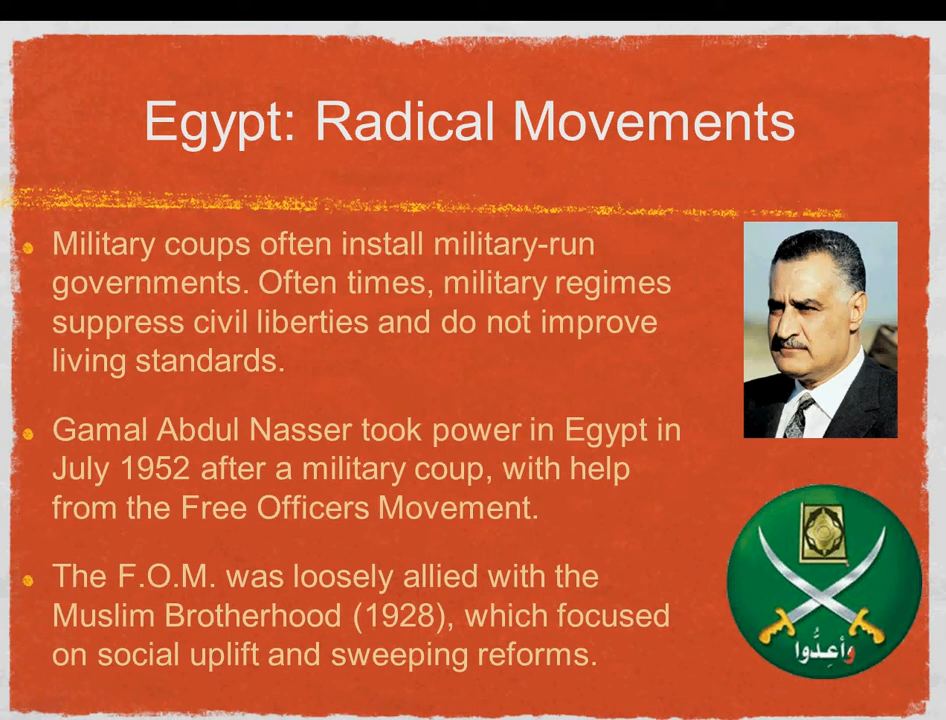 Egypt: Radical Movements
Military coups often install military-run
governments. Often times, military regimes
suppress civil liberties and do not improve
living standards.
Gamal Abdul Nasser took power in Egypt in
July 1952 after a military coup, with help
from the Free Officers Movement.
The F.O.M. was loosely allied with the
Muslim Brotherhood (1928), which focused
on social uplift and sweeping reforms.
وأعِدُّوا